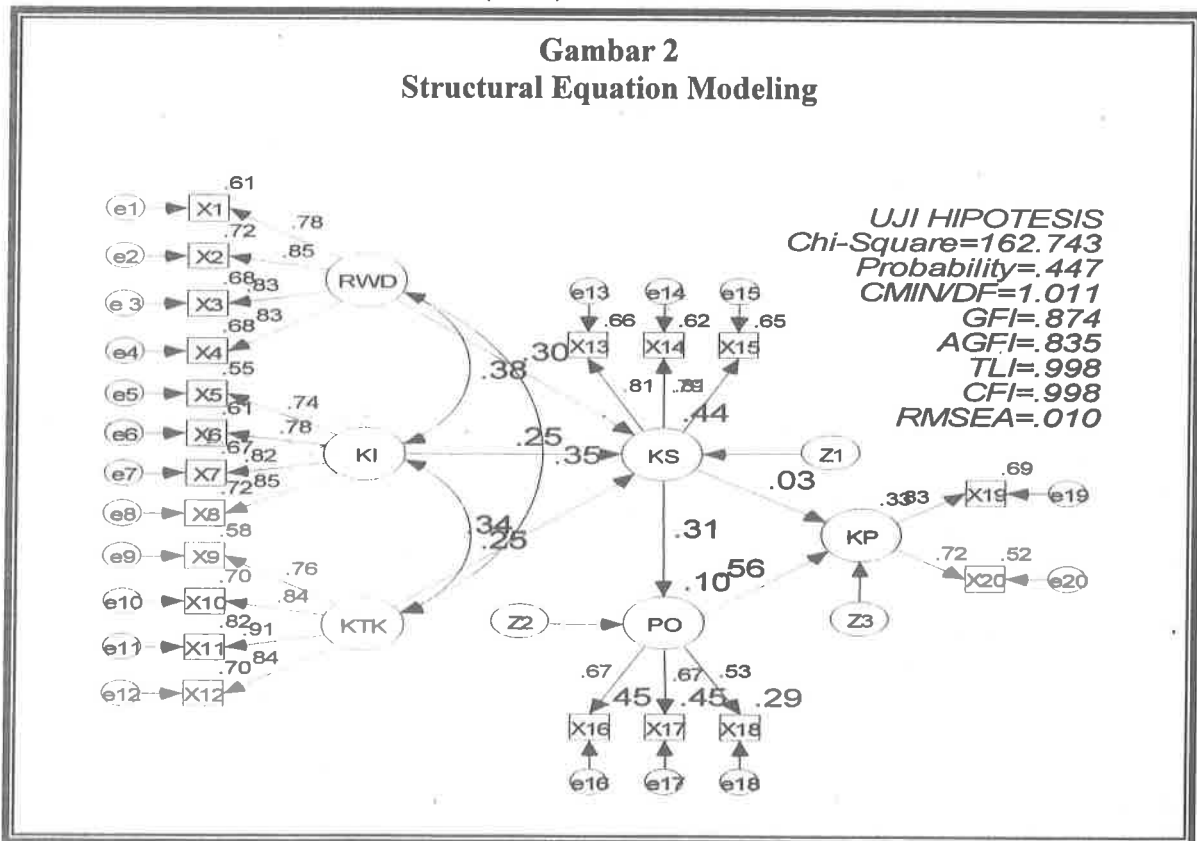 Gambar 2
Structural Equation Modeling
UJI HIPOTESIS
Chi-Square=162.743
Probability=.447
CMIN/DF=1.011
GFI=.874
AGFI=.835
TLI=.998
CFI=.998
RMSEA=.010
.61
e1 X1 .78
.72
e2 X2 .85
RWD
.68 .83
e3 X3 .83
.68
e4 X4
.55
e5 X5 .74
.61
e6 X6 .78
KI
.67 .82
e7 X7 .85
.72
e8 X8
.58
e9 X9 .76
.70
e10 X10 .84
KTK
.82 .91
e11 X11 .84
.70
e12 X12
.38 .30
.25 .35
.34 .25
e13 e14 e15
.66 .62 .65
X13 X14 X15
.81 .79
.44
KS Z1
.03
.31
.33 .83
.69
X19 e19
KP
.72 .52
X20 e20
.10 .56
Z2 PO Z3
.67 .67 .53
.45 .45 .29
X16 X17 X18
e16 e17 e18